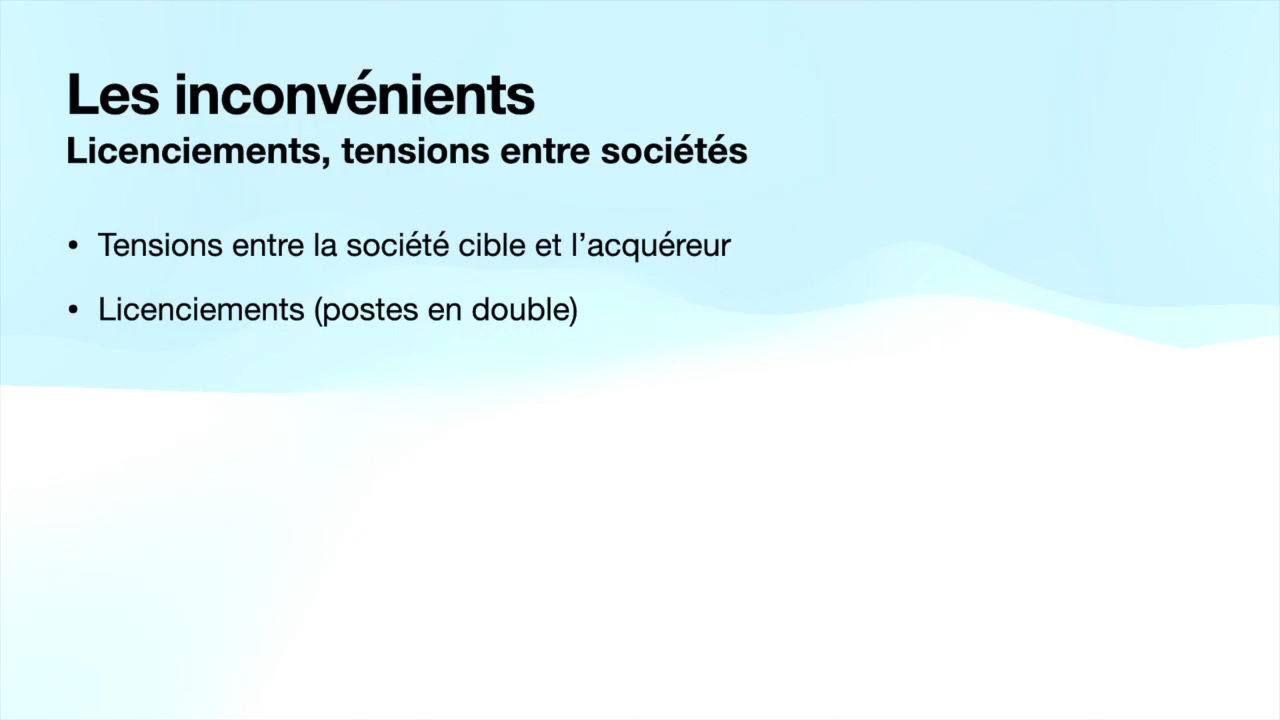 Les inconvénients
Licenciements, tensions entre sociétés
• Tensions entre la société cible et l’acquéreur
• Licenciements (postes en double)